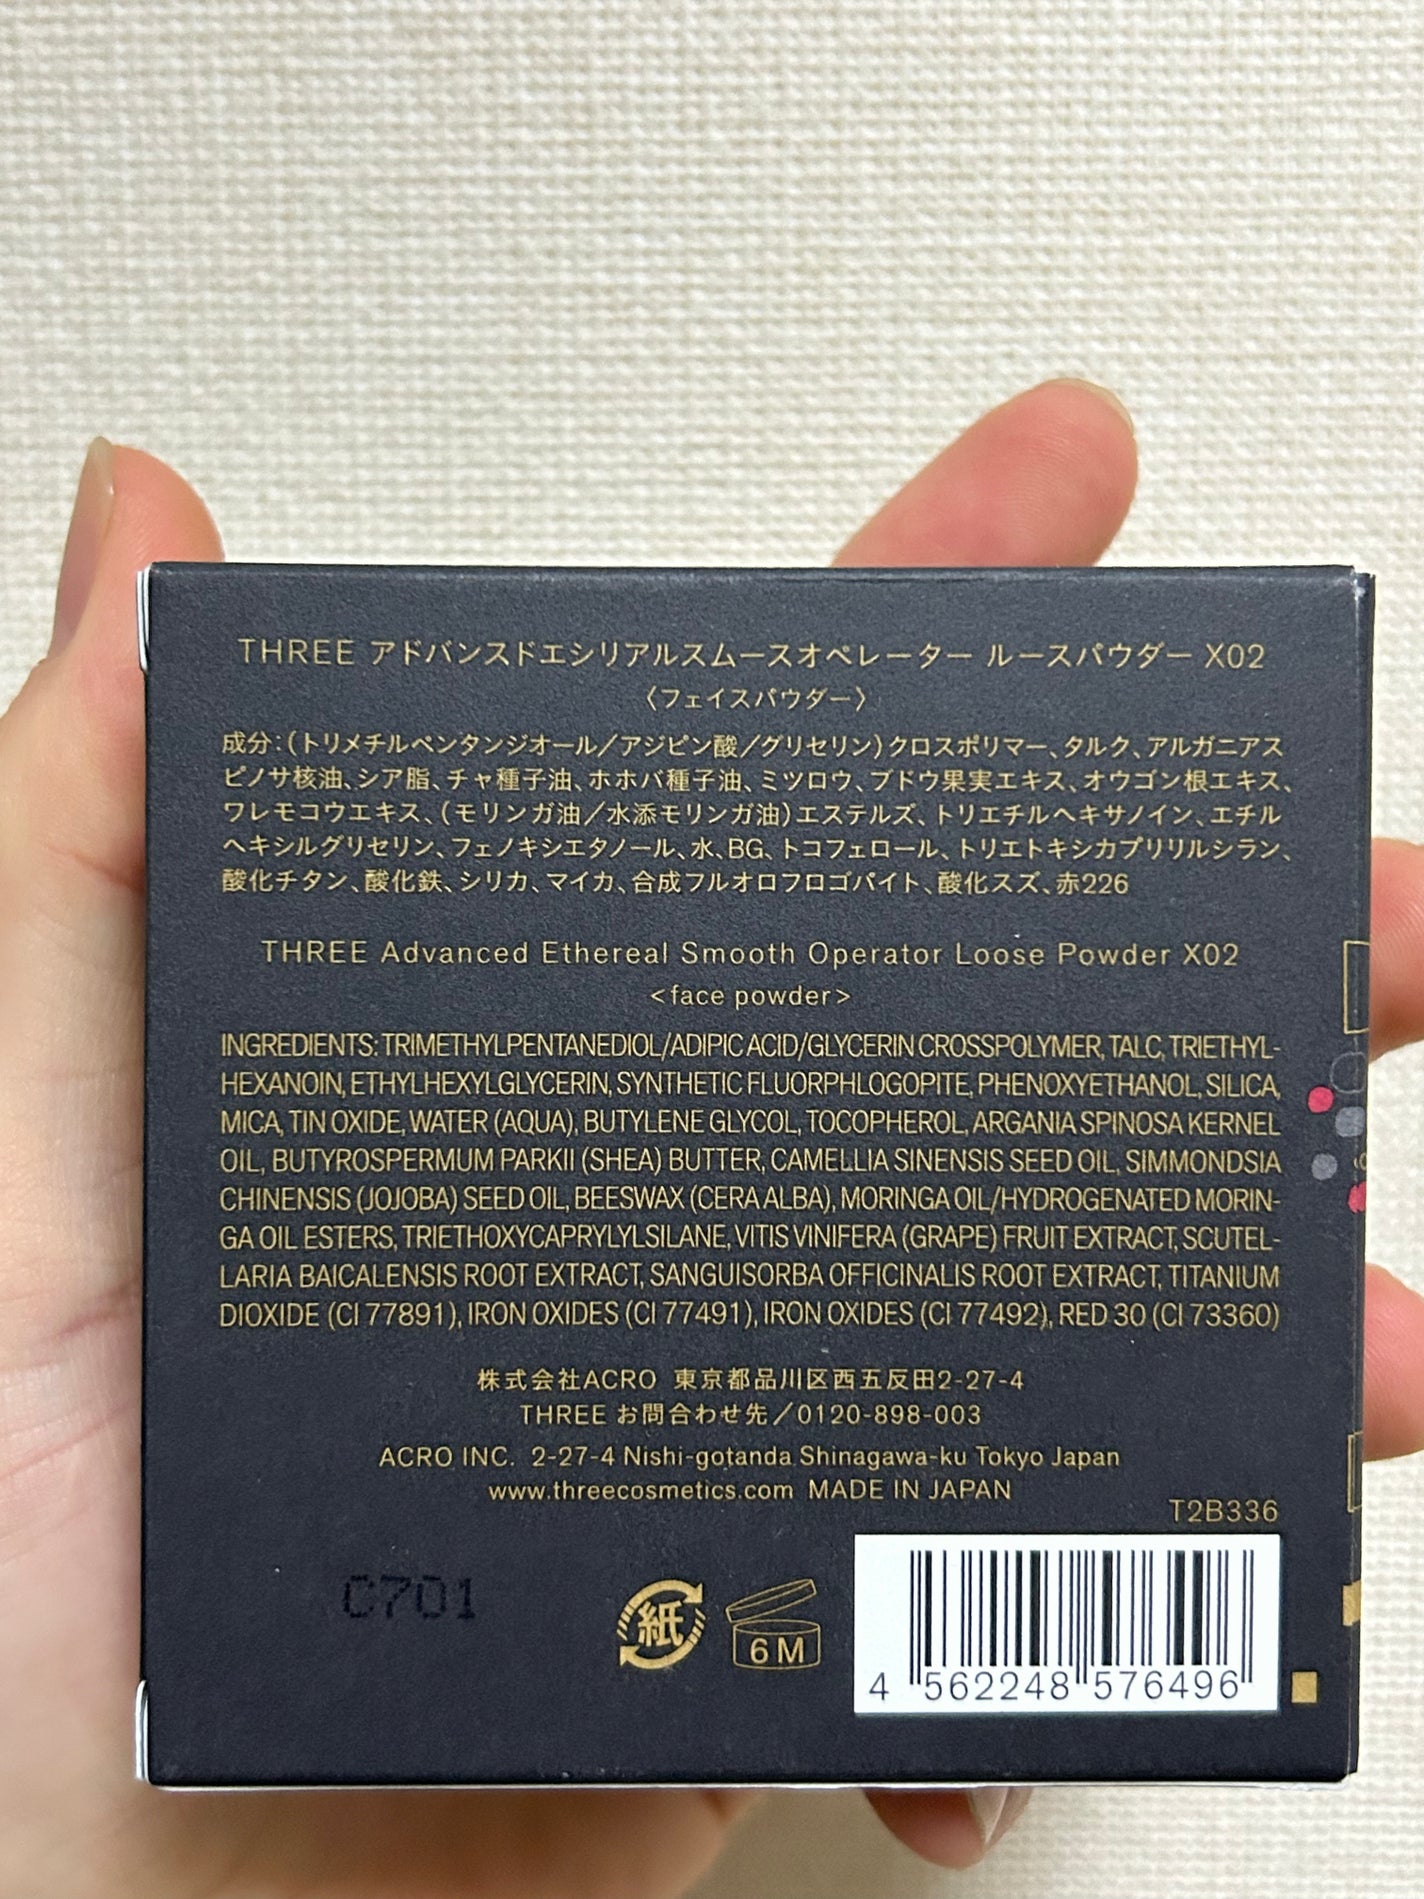 THREE アドバンスドエシリアルスムースオペレーター ルースパウダー X02
〈フェイスパウダー〉
成分:(トリメチルペンタンジオール/アジピン酸/グリセリン)クロスポリマー、タルク、アルガニアス
ピノサ核油、シア脂、チャ種子油、ホホバ種子油、ミツロウ、ブドウ果実エキス、オウゴン根エキス、
ワレモコウエキス、(モリンガ油/水添モリンガ油)エステルズ、トリエチルヘキサノイン、エチル
ヘキシルグリセリン、フェノキシエタノール、水、BG、トコフェロール、トリエトキシカプリリルシラン、
酸化チタン、酸化鉄、シリカ、マイカ、合成フルオロフロゴパイト、酸化スズ、赤226
THREE Advanced Ethereal Smooth Operator Loose Powder X02
<face powder>
INGREDIENTS: TRIMETHYLPENTANEDIOL/ADIPIC ACID/GLYCERIN CROSSPOLYMER, TALC, TRIETHYL-
HEXANOIN, ETHYLHEXYLGLYCERIN, SYNTHETIC FLUORPHLOGOPITE, PHENOXYETHANOL, SILICA,
MICA, TIN OXIDE, WATER (AQUA), BUTYLENE GLYCOL, TOCOPHEROL, ARGANIA SPINOSA KERNEL
OIL, BUTYROSPERMUM PARKII (SHEA) BUTTER, CAMELLIA SINENSIS SEED OIL, SIMMONDSIA
CHINENSIS (JOJOBA) SEED OIL, BEESWAX (CERA ALBA), MORINGA OIL/HYDROGENATED MORIN-
GA OIL ESTERS, TRIETHOXYCAPRYLYLSILANE, VITIS VINIFERA (GRAPE) FRUIT EXTRACT, SCUTEL-
LARIA BAICALENSIS ROOT EXTRACT, SANGUISORBA OFFICINALIS ROOT EXTRACT, TITANIUM
DIOXIDE (CI 77891), IRON OXIDES (CI 77491), IRON OXIDES (CI 77492), RED 30 (CI 73360)
株式会社ACRO 東京都品川区西五反田2-27-4
THREE お問合わせ先/0120-898-003
ACRO INC. 2-27-4 Nishi-gotanda Shinagawa-ku Tokyo Japan
www.threecosmetics.com MADE IN JAPAN
T2B336
C701
紙
6M
4 562248 576496